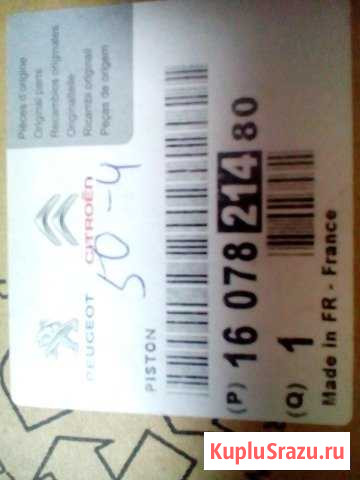 Pièces d'origine
Original parts
Recambios originales
Originalteile
Ricambi originali
Peças de origem
PEUGEOT CITROËN
50-4
PISTON
(P) 16 078 214 80
(Q) 1
Made in FR - France
KupluSrazu.ru